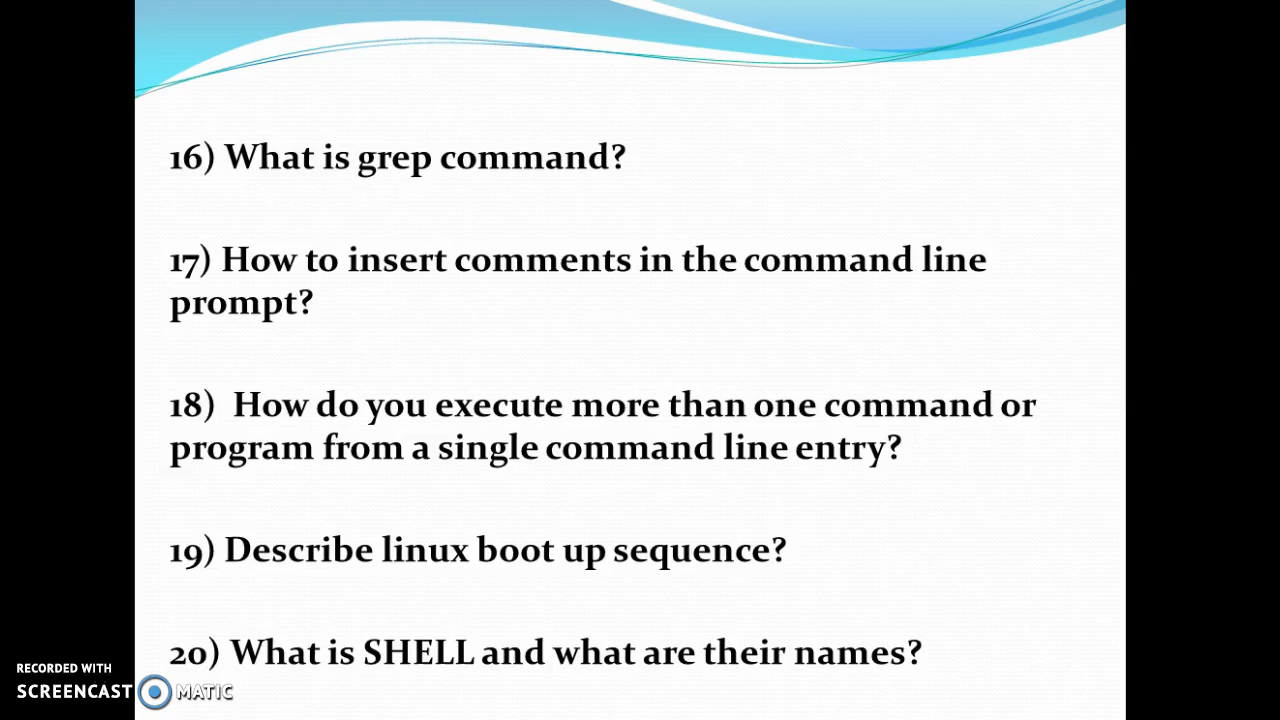 16) What is grep command?
17) How to insert comments in the command line
prompt?
18) How do you execute more than one command or
program from a single command line entry?
19) Describe linux boot up sequence?
20) What is SHELL and what are their names?
RECORDED WITH
SCREENCAST MATIC